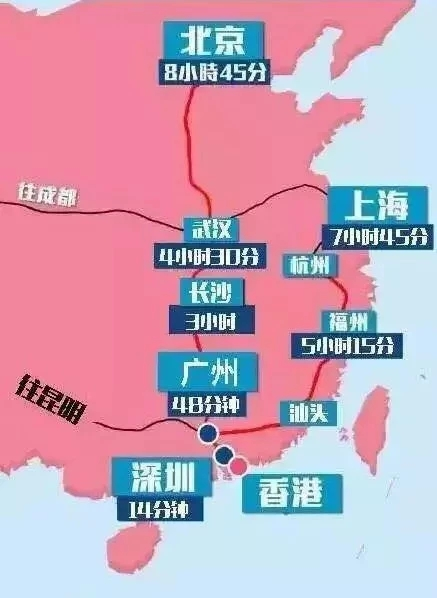 北京
8小時45分
往成都
上海
7小时45分
武汉
4小时30分
杭州
长沙
3小时
福州
5小时15分
广州
48分钟
往昆明
汕头
深圳
14分钟
香港